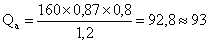 Qₐ = 160×0,87×0,8 / 1,2 = 92,8 ≈ 93